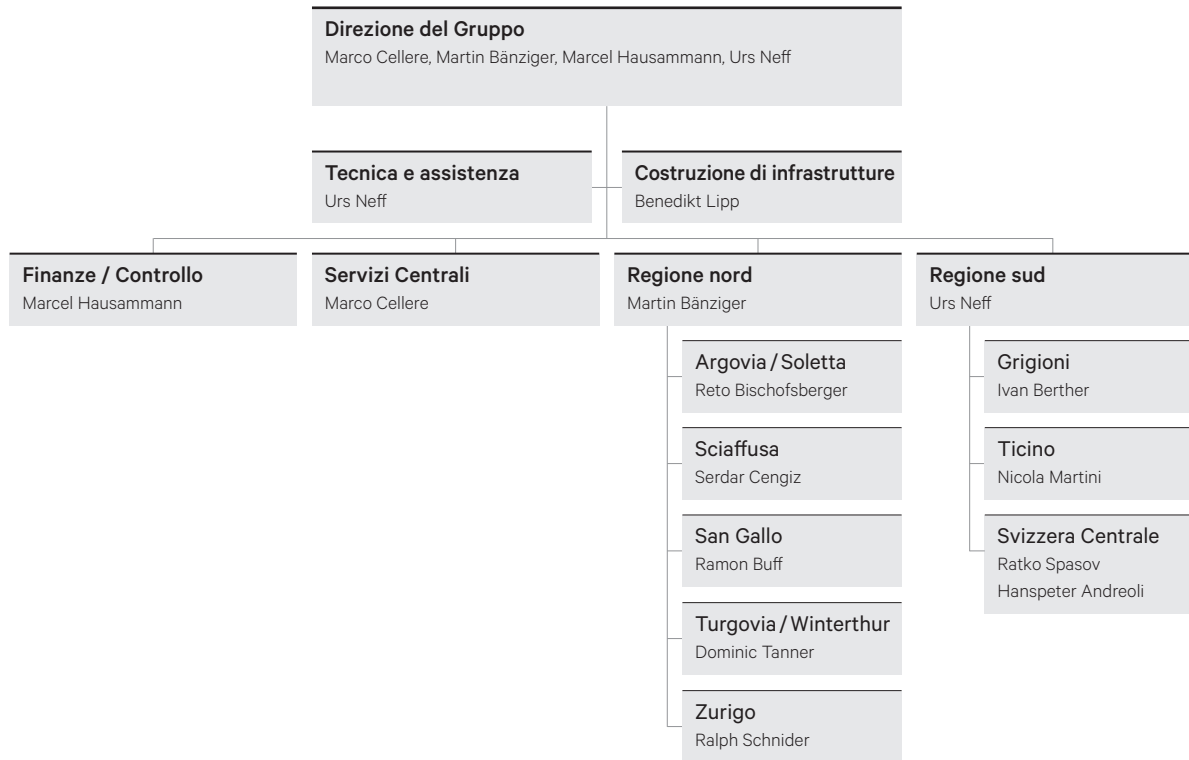 Direzione del Gruppo
Marco Cellere, Martin Bänziger, Marcel Hausammann, Urs Neff
Tecnica e assistenza
Urs Neff
Costruzione di infrastrutture
Benedikt Lipp
Finanze / Controllo
Marcel Hausammann
Servizi Centrali
Marco Cellere
Regione nord
Martin Bänziger
Argovia / Soletta
Reto Bischofsberger
Sciaffusa
Serdar Cengiz
San Gallo
Ramon Buff
Turgovia / Winterthur
Dominic Tanner
Zurigo
Ralph Schnider
Regione sud
Urs Neff
Grigioni
Ivan Berther
Ticino
Nicola Martini
Svizzera Centrale
Ratko Spasov
Hanspeter Andreoli